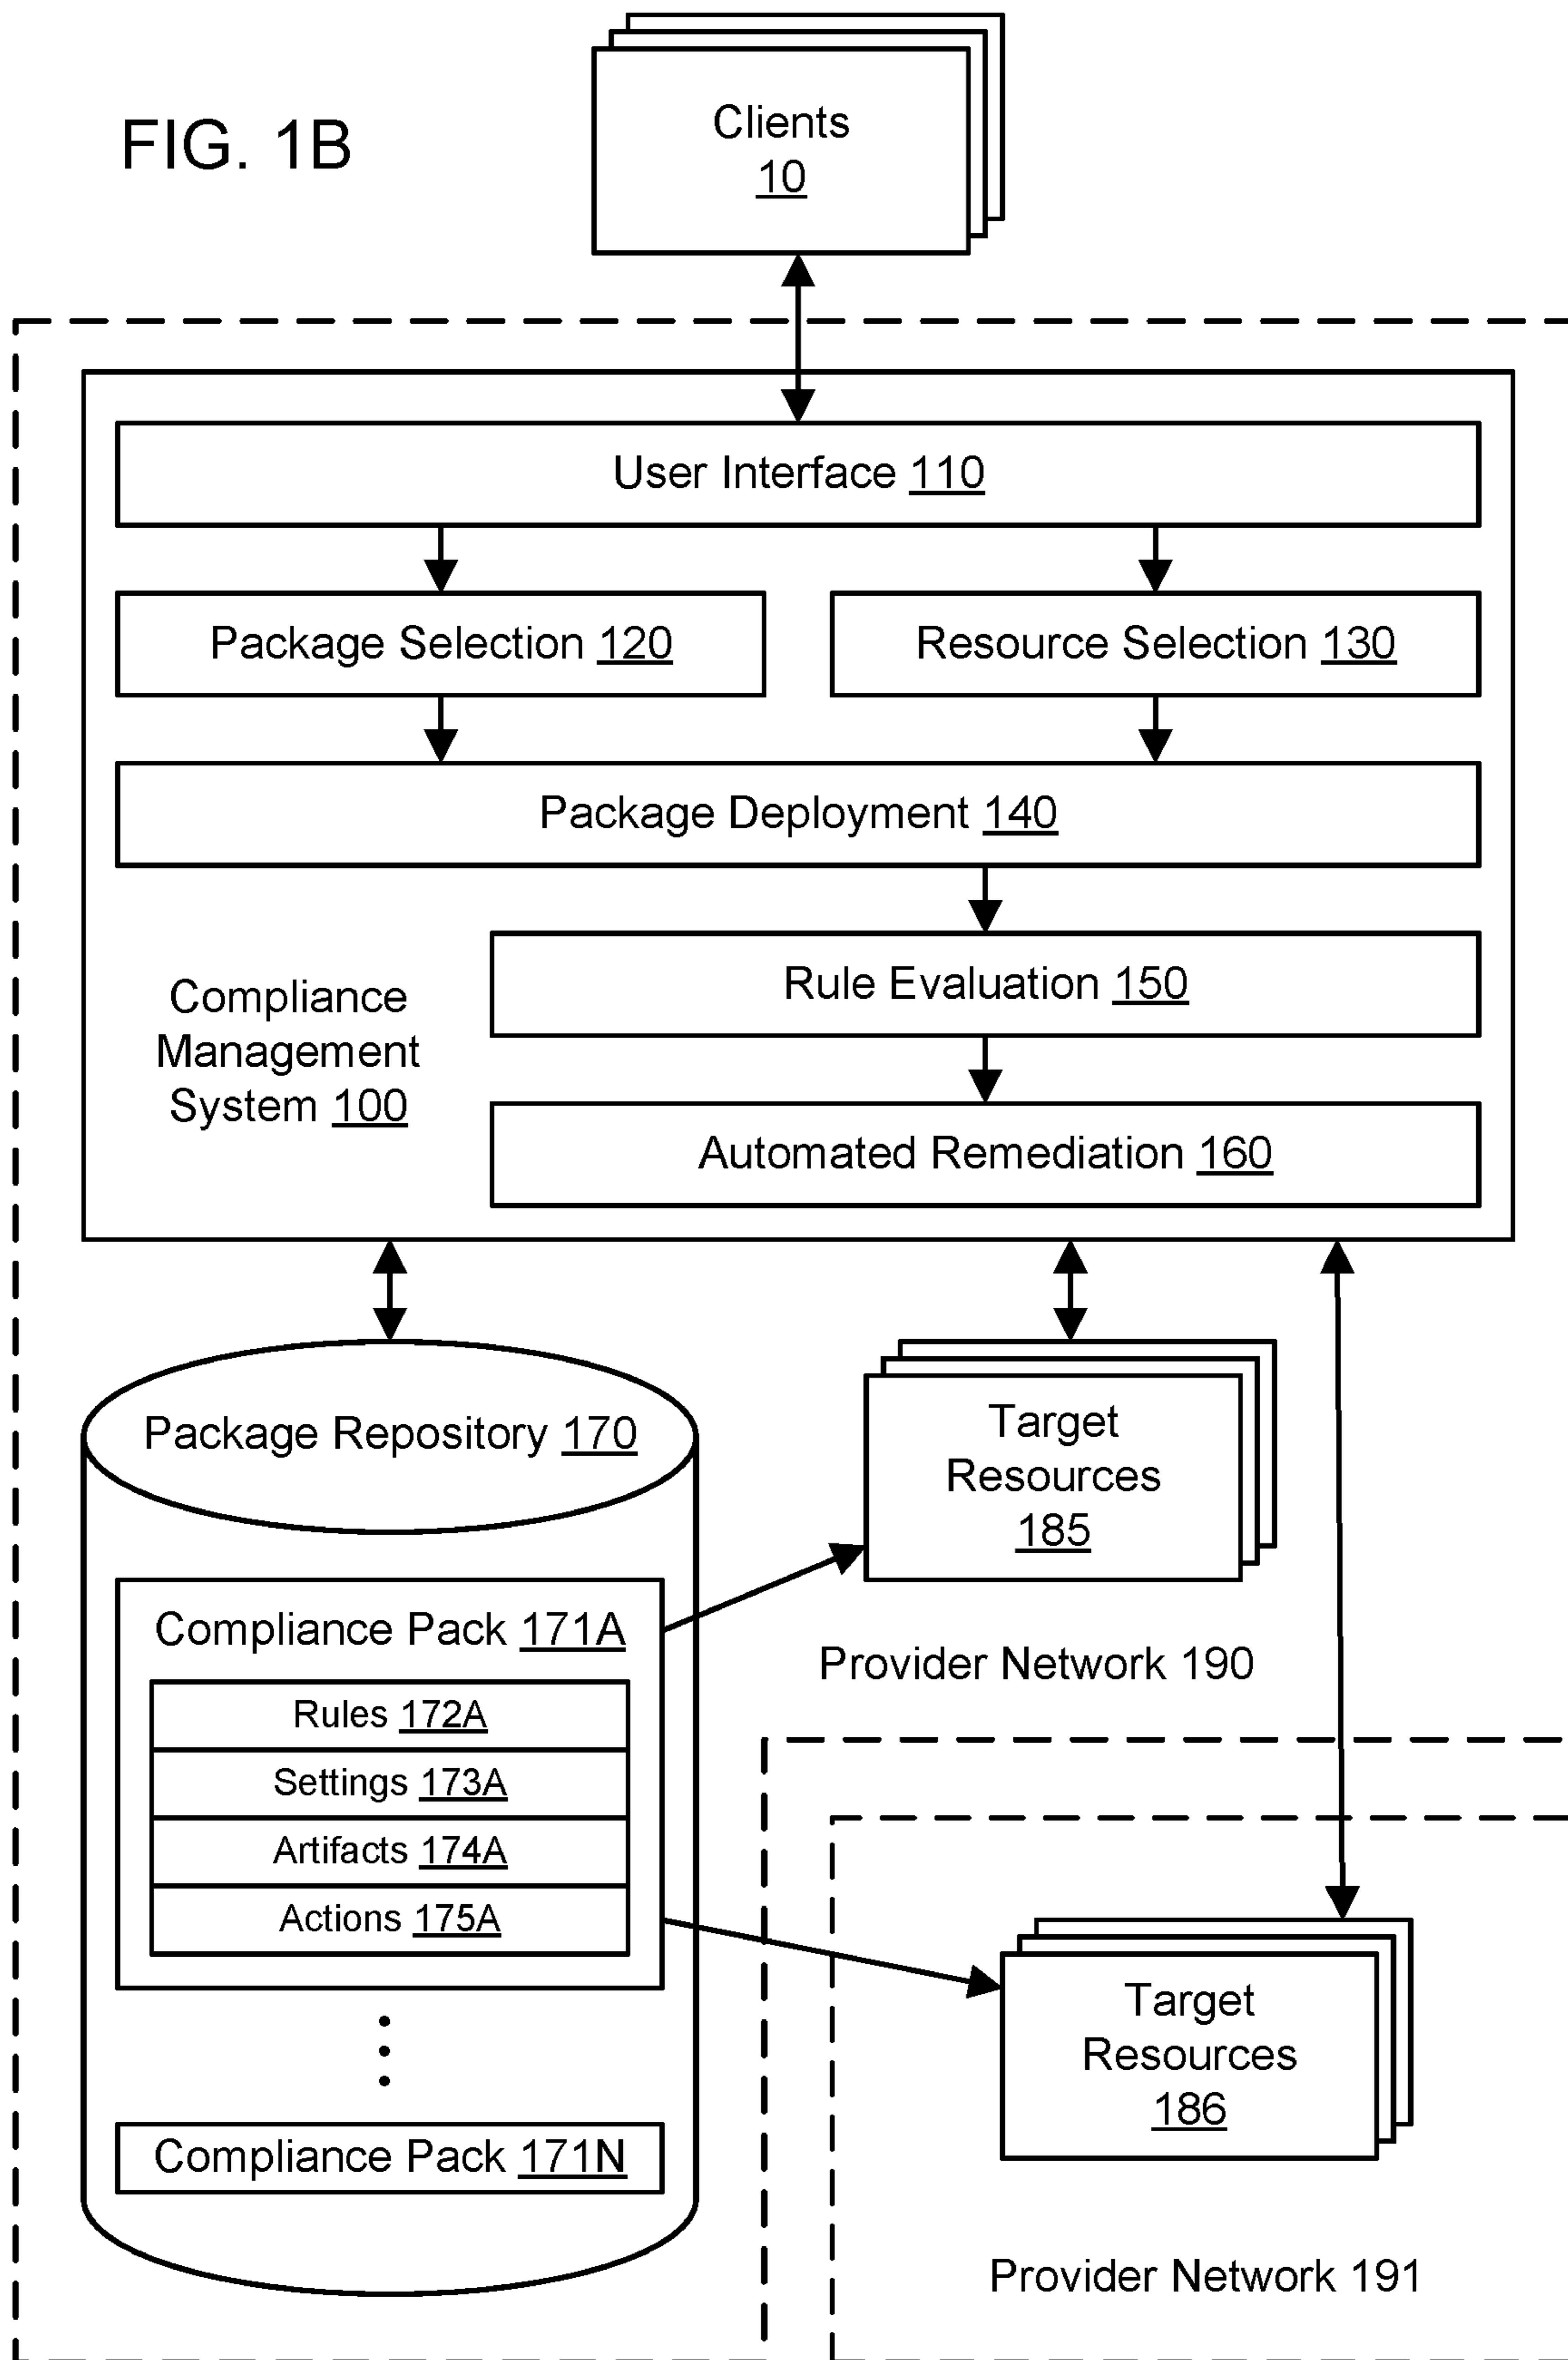 FIG. 1B
Clients
10
User Interface 110
Package Selection 120
Resource Selection 130
Package Deployment 140
Rule Evaluation 150
Compliance
Management
System 100
Automated Remediation 160
Package Repository 170
Target
Resources
185
Compliance Pack 171A
Rules 172A
Settings 173A
Artifacts 174A
Actions 175A
Provider Network 190
Target
Resources
186
Compliance Pack 171N
Provider Network 191